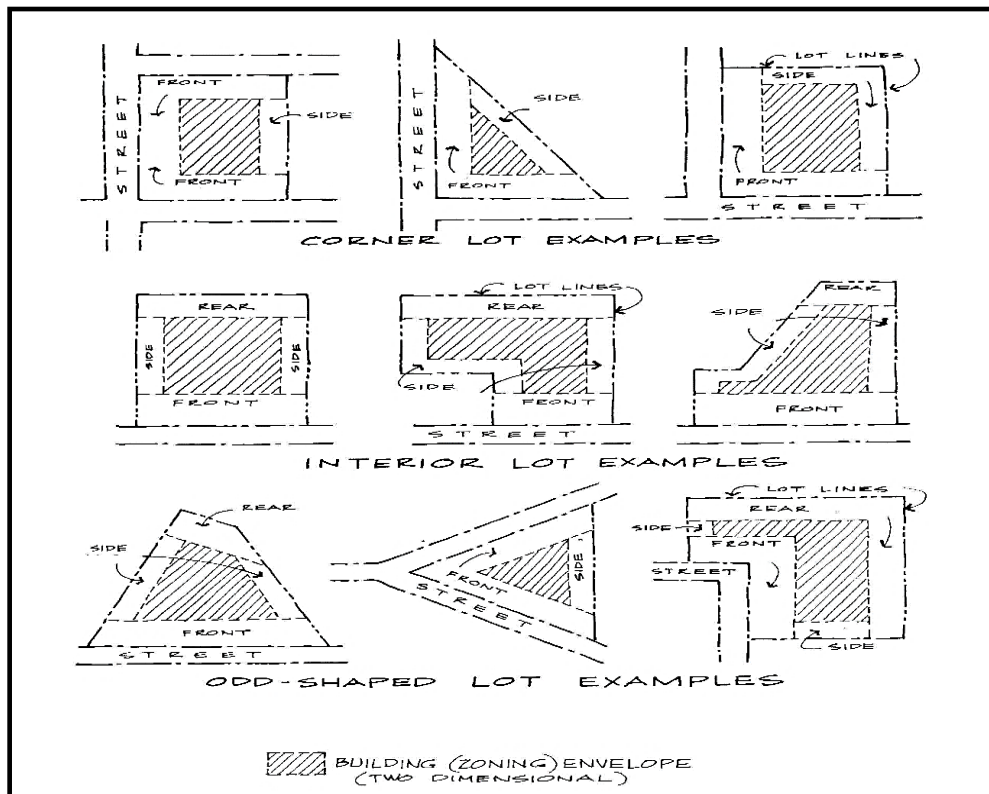 FRONT
STREET
SIDE
FRONT
STREET
SIDE
FRONT
LOT LINES
SIDE
FRONT
STREET
CORNER LOT EXAMPLES
REAR
SIDE
SIDE
FRONT
LOT LINES
REAR
SIDE
FRONT
STREET
REAR
SIDE
FRONT
INTERIOR LOT EXAMPLES
REAR
SIDE
FRONT
STREET
FRONT
SIDE
STREET
LOT LINES
REAR
SIDE
FRONT
STREET
SIDE
ODD-SHAPED LOT EXAMPLES
BUILDING (ZONING) ENVELOPE
(TWO DIMENSIONAL)